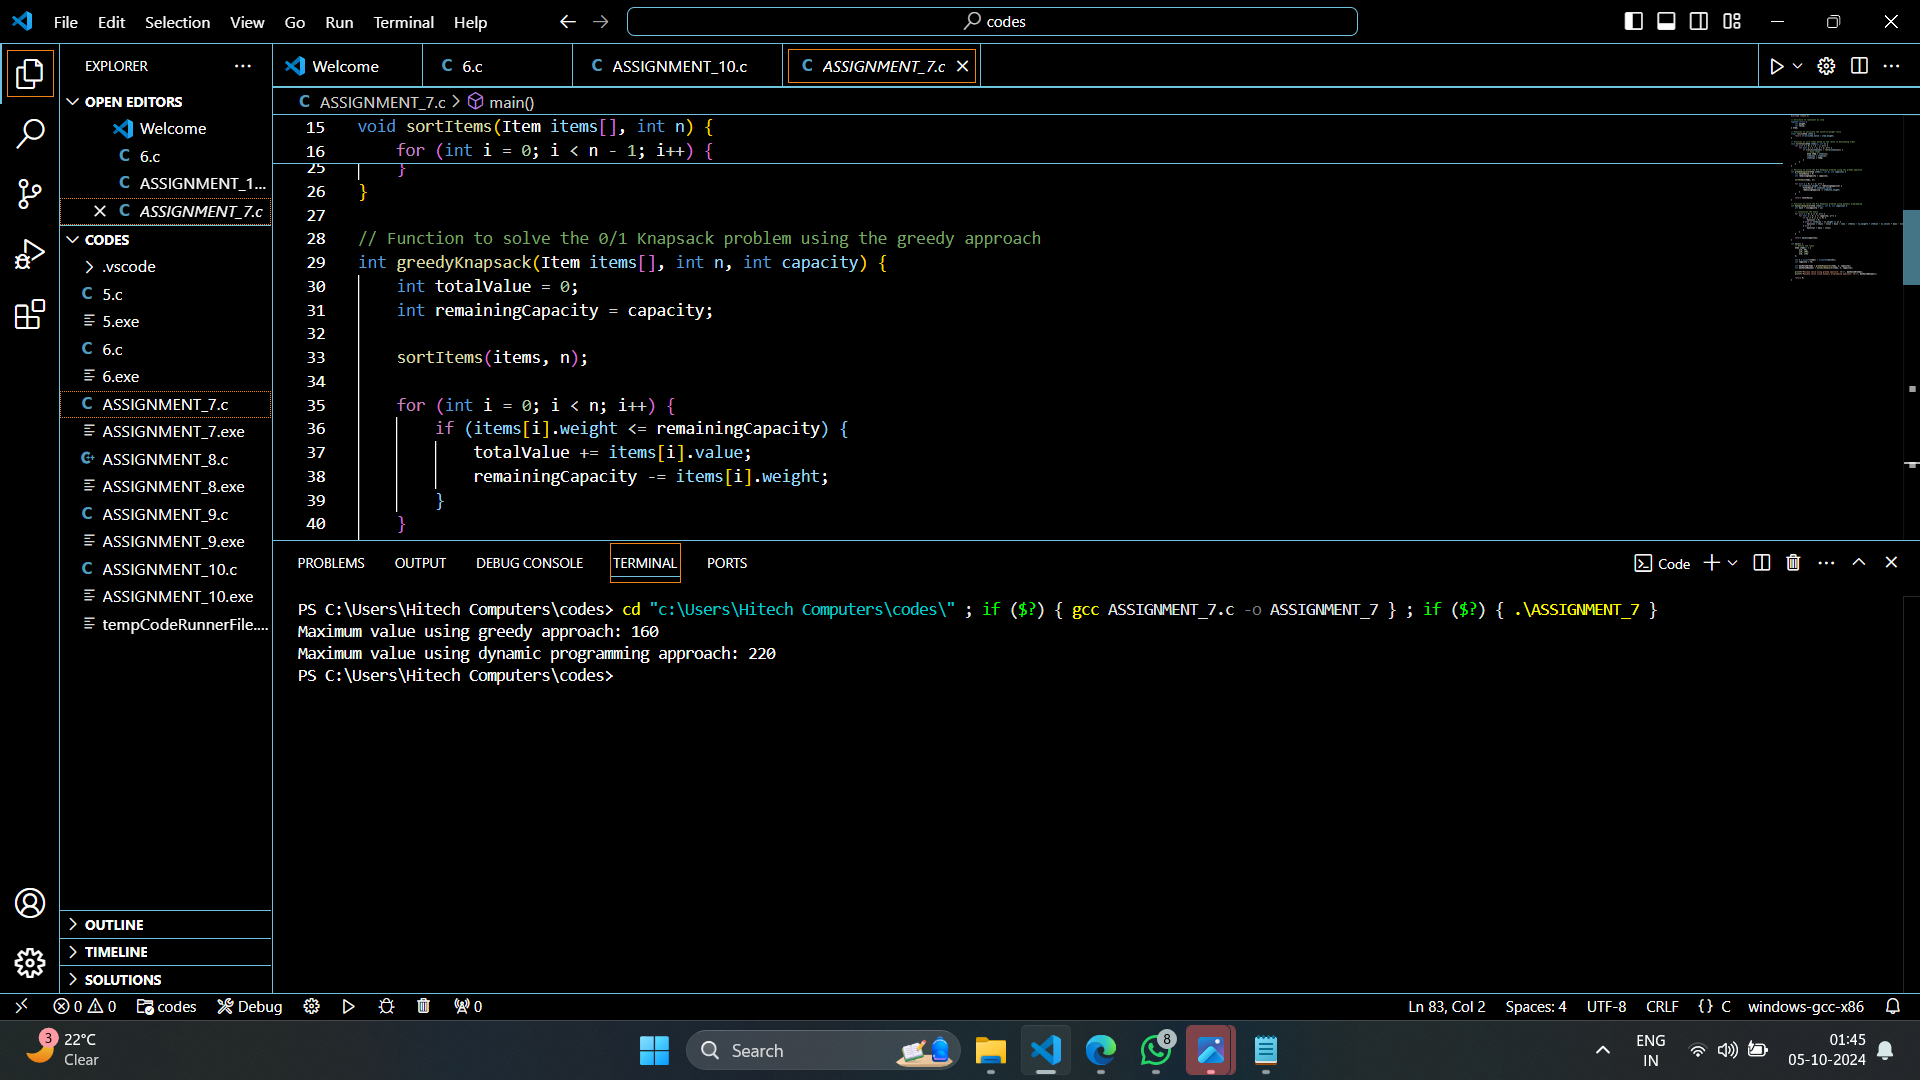 File Edit Selection View Go Run Terminal Help
codes
EXPLORER
OPEN EDITORS
Welcome
6.c
ASSIGNMENT_1...
ASSIGNMENT_7.c
CODES
.vscode
5.c
5.exe
6.c
6.exe
ASSIGNMENT_7.c
ASSIGNMENT_7.exe
ASSIGNMENT_8.c
ASSIGNMENT_8.exe
ASSIGNMENT_9.c
ASSIGNMENT_9.exe
ASSIGNMENT_10.c
ASSIGNMENT_10.exe
tempCodeRunnerFile....
OUTLINE
TIMELINE
SOLUTIONS
Welcome 6.c ASSIGNMENT_10.c ASSIGNMENT_7.c
ASSIGNMENT_7.c > main()
15 void sortItems(Item items[], int n) {
16 for (int i = 0; i < n - 1; i++) {
25 }
26 }
27
28 // Function to solve the 0/1 Knapsack problem using the greedy approach
29 int greedyKnapsack(Item items[], int n, int capacity) {
30 int totalValue = 0;
31 int remainingCapacity = capacity;
32
33 sortItems(items, n);
34
35 for (int i = 0; i < n; i++) {
36 if (items[i].weight <= remainingCapacity) {
37 totalValue += items[i].value;
38 remainingCapacity -= items[i].weight;
39 }
40 }
PROBLEMS OUTPUT DEBUG CONSOLE TERMINAL PORTS
Code
PS C:\Users\Hitech Computers\codes> cd "c:\Users\Hitech Computers\codes\" ; if ($?) { gcc ASSIGNMENT_7.c -o ASSIGNMENT_7 } ; if ($?) { .\ASSIGNMENT_7 }
Maximum value using greedy approach: 160
Maximum value using dynamic programming approach: 220
PS C:\Users\Hitech Computers\codes>
0 0 codes Debug 0
Ln 83, Col 2 Spaces: 4 UTF-8 CRLF {} C windows-gcc-x86
3 22°C
Clear
Search
8
ENG
IN
01:45
05-10-2024